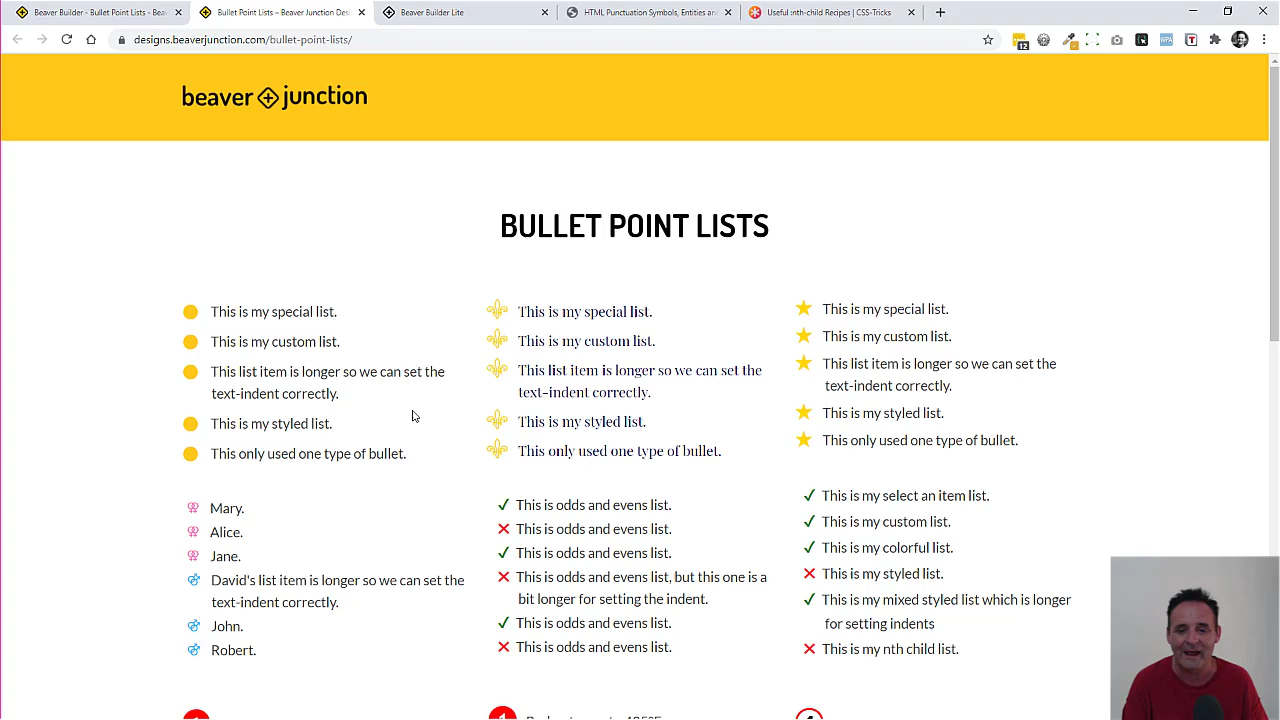 Beaver Builder - Bullet Point Lists - Beav
Bullet Point Lists – Beaver Junction Des
Beaver Builder Lite
HTML Punctuation Symbols, Entities and
Useful :nth-child Recipes | CSS-Tricks
designs.beaverjunction.com/bullet-point-lists/
12
WPA
T
beaver junction
BULLET POINT LISTS
This is my special list.
This is my custom list.
This list item is longer so we can set the
text-indent correctly.
This is my styled list.
This only used one type of bullet.
This is my special list.
This is my custom list.
This list item is longer so we can set the
text-indent correctly.
This is my styled list.
This only used one type of bullet.
This is my special list.
This is my custom list.
This list item is longer so we can set the
text-indent correctly.
This is my styled list.
This only used one type of bullet.
Mary.
Alice.
Jane.
David's list item is longer so we can set the
text-indent correctly.
John.
Robert.
This is odds and evens list.
This is odds and evens list.
This is odds and evens list.
This is odds and evens list, but this one is a
bit longer for setting the indent.
This is odds and evens list.
This is odds and evens list.
This is my select an item list.
This is my custom list.
This is my colorful list.
This is my styled list.
This is my mixed styled list which is longer
for setting indents
This is my nth child list.